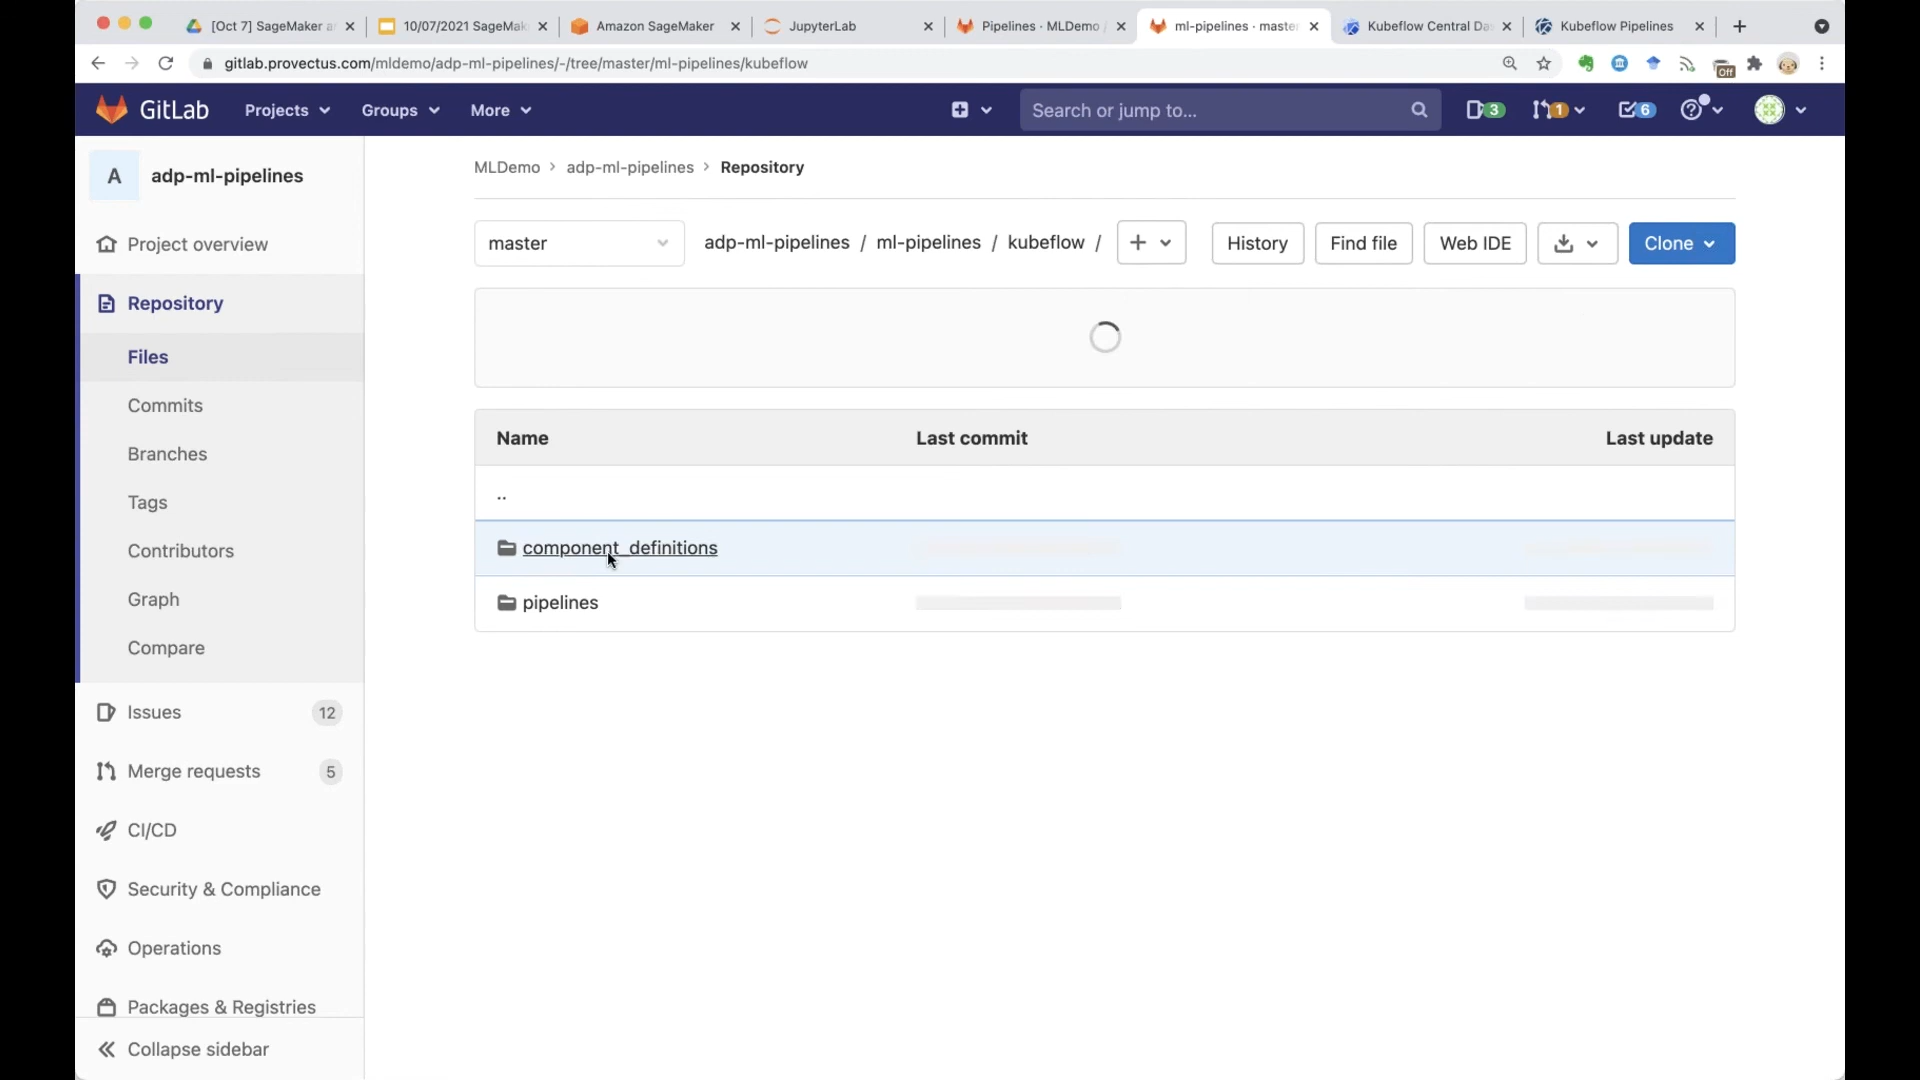 [Oct 7] SageMaker a
10/07/2021 SageMak
Amazon SageMaker
JupyterLab
Pipelines · MLDemo /
ml-pipelines · master
Kubeflow Central Da
Kubeflow Pipelines
gitlab.provectus.com/mldemo/adp-ml-pipelines/-/tree/master/ml-pipelines/kubeflow
Off
GitLab
Projects
Groups
More
Search or jump to...
3
1
6
A
adp-ml-pipelines
Project overview
Repository
Files
Commits
Branches
Tags
Contributors
Graph
Compare
Issues
12
Merge requests
5
CI/CD
Security & Compliance
Operations
Packages & Registries
Collapse sidebar
MLDemo > adp-ml-pipelines > Repository
master
adp-ml-pipelines / ml-pipelines / kubeflow /
History
Find file
Web IDE
Clone
Name
Last commit
Last update
..
component_definitions
pipelines